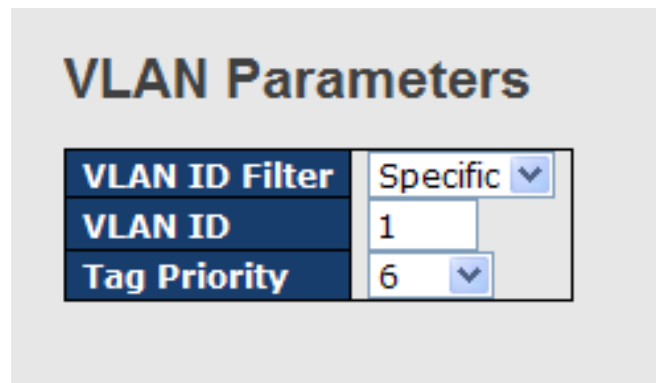 VLAN Parameters
VLAN ID Filter Specific
VLAN ID 1
Tag Priority 6